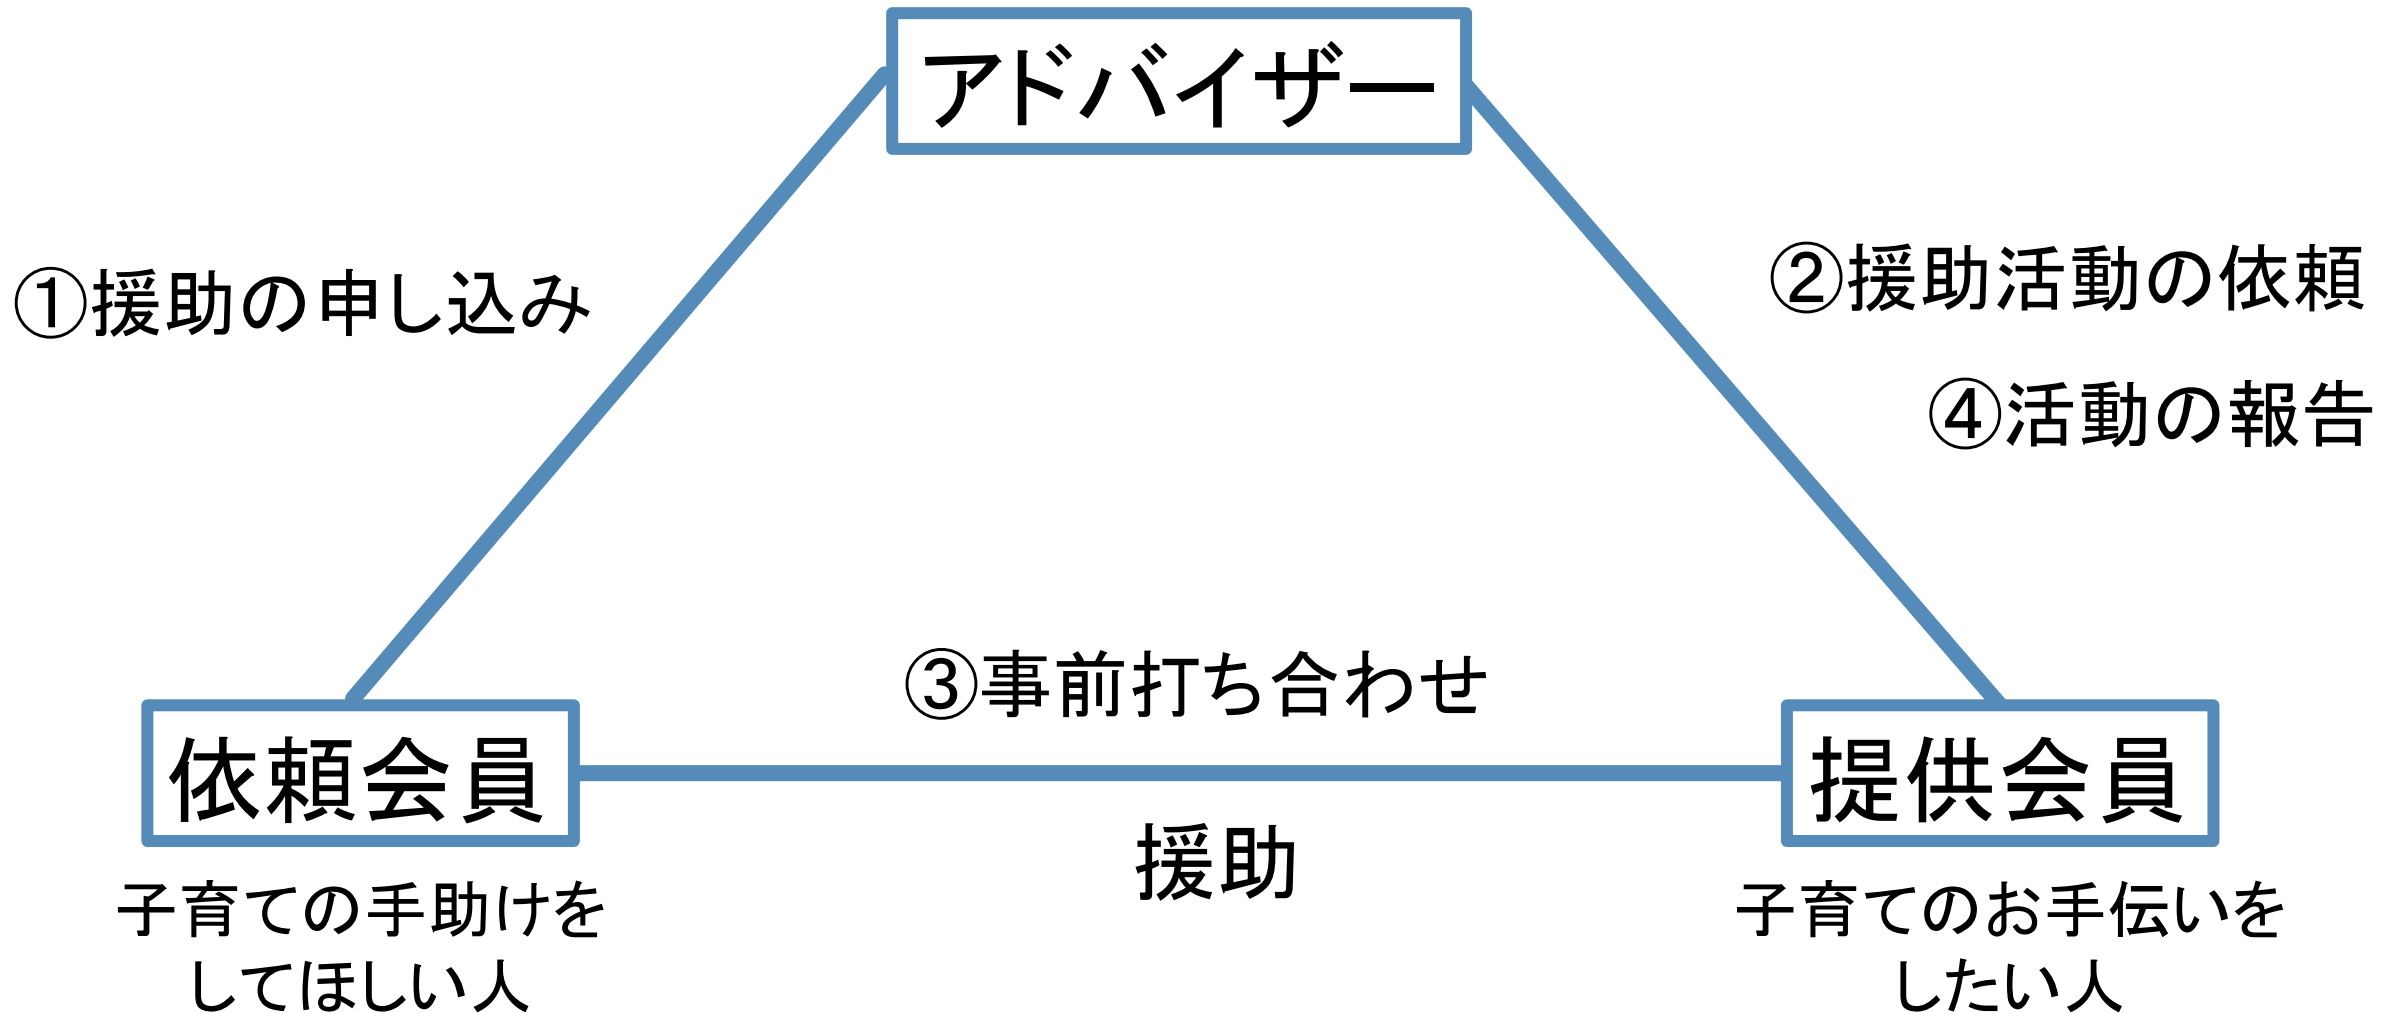 アドバイザー
①援助の申し込み
②援助活動の依頼
④活動の報告
③事前打ち合わせ
依頼会員
提供会員
援助
子育ての手助けを
してほしい人
子育てのお手伝いを
したい人